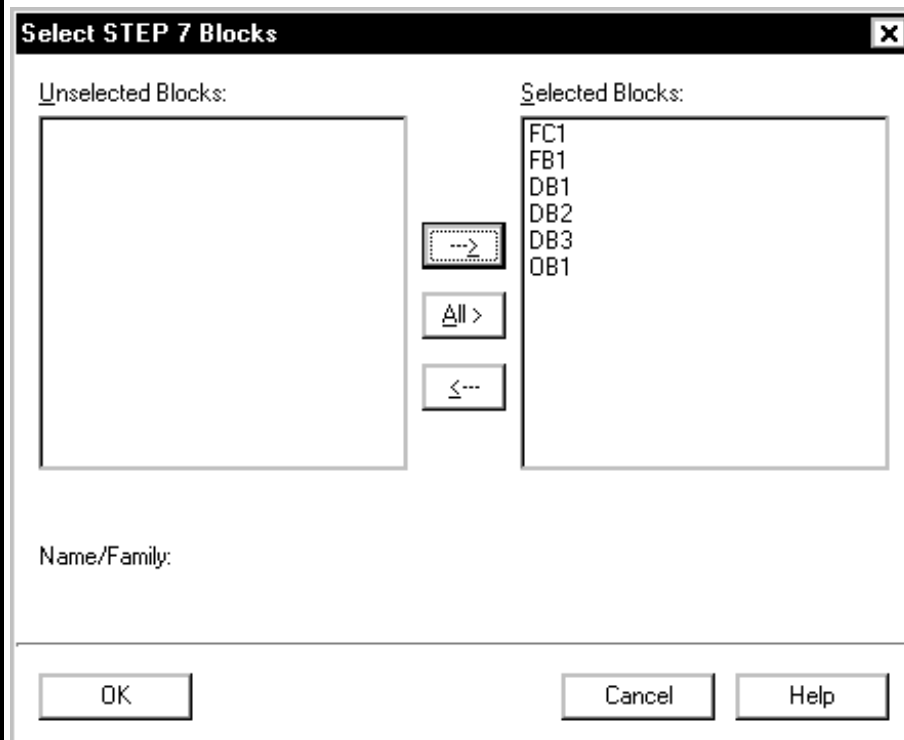 Select STEP 7 Blocks
Unselected Blocks:
Selected Blocks:
FC1
FB1
DB1
DB2
DB3
OB1
--->
All >
<---
Name/Family:
OK
Cancel
Help